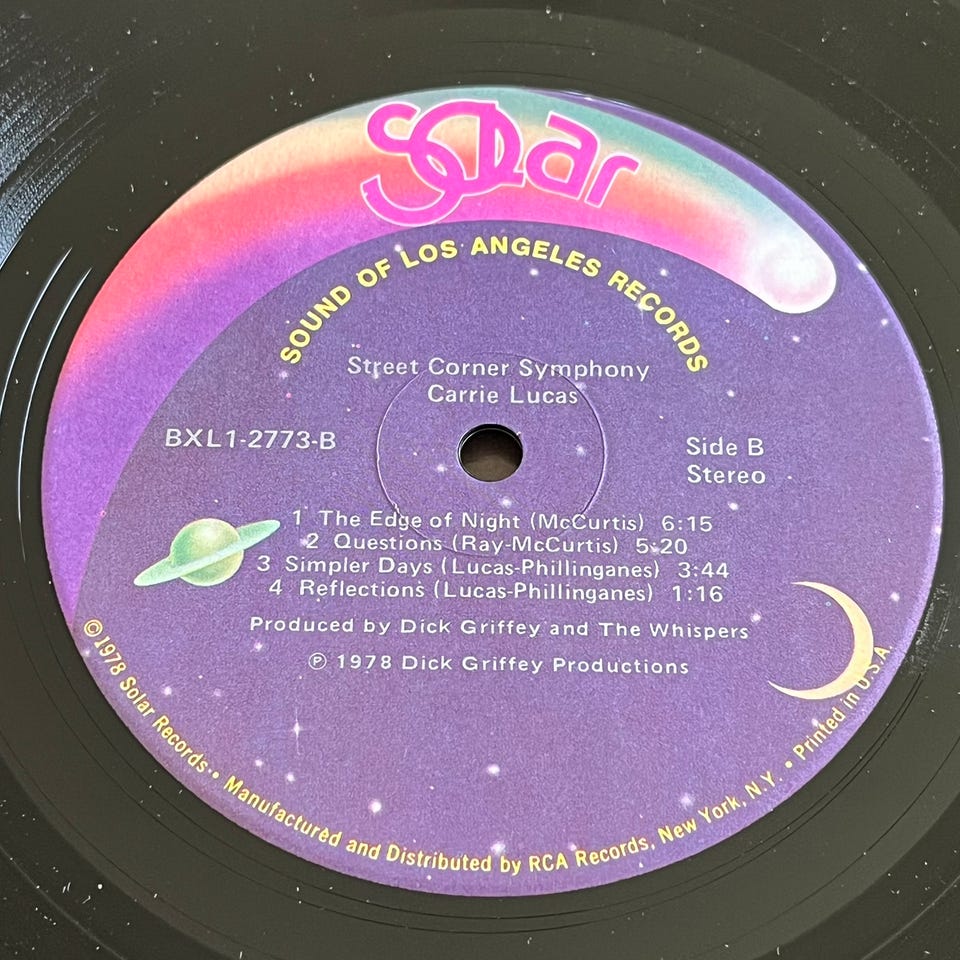 SOLar
SOUND OF LOS ANGELES RECORDS
Street Corner Symphony
Carrie Lucas
BXL1-2773-B
Side B
Stereo
1 The Edge of Night (McCurtis) 6:15
2 Questions (Ray-McCurtis) 5:20
3 Simpler Days (Lucas-Phillinganes) 3:44
4 Reflections (Lucas-Phillinganes) 1:16
Produced by Dick Griffey and The Whispers
℗ 1978 Dick Griffey Productions
©1978 Solar Records • Manufactured and Distributed by RCA Records, New York, N.Y. • Printed in U.S.A